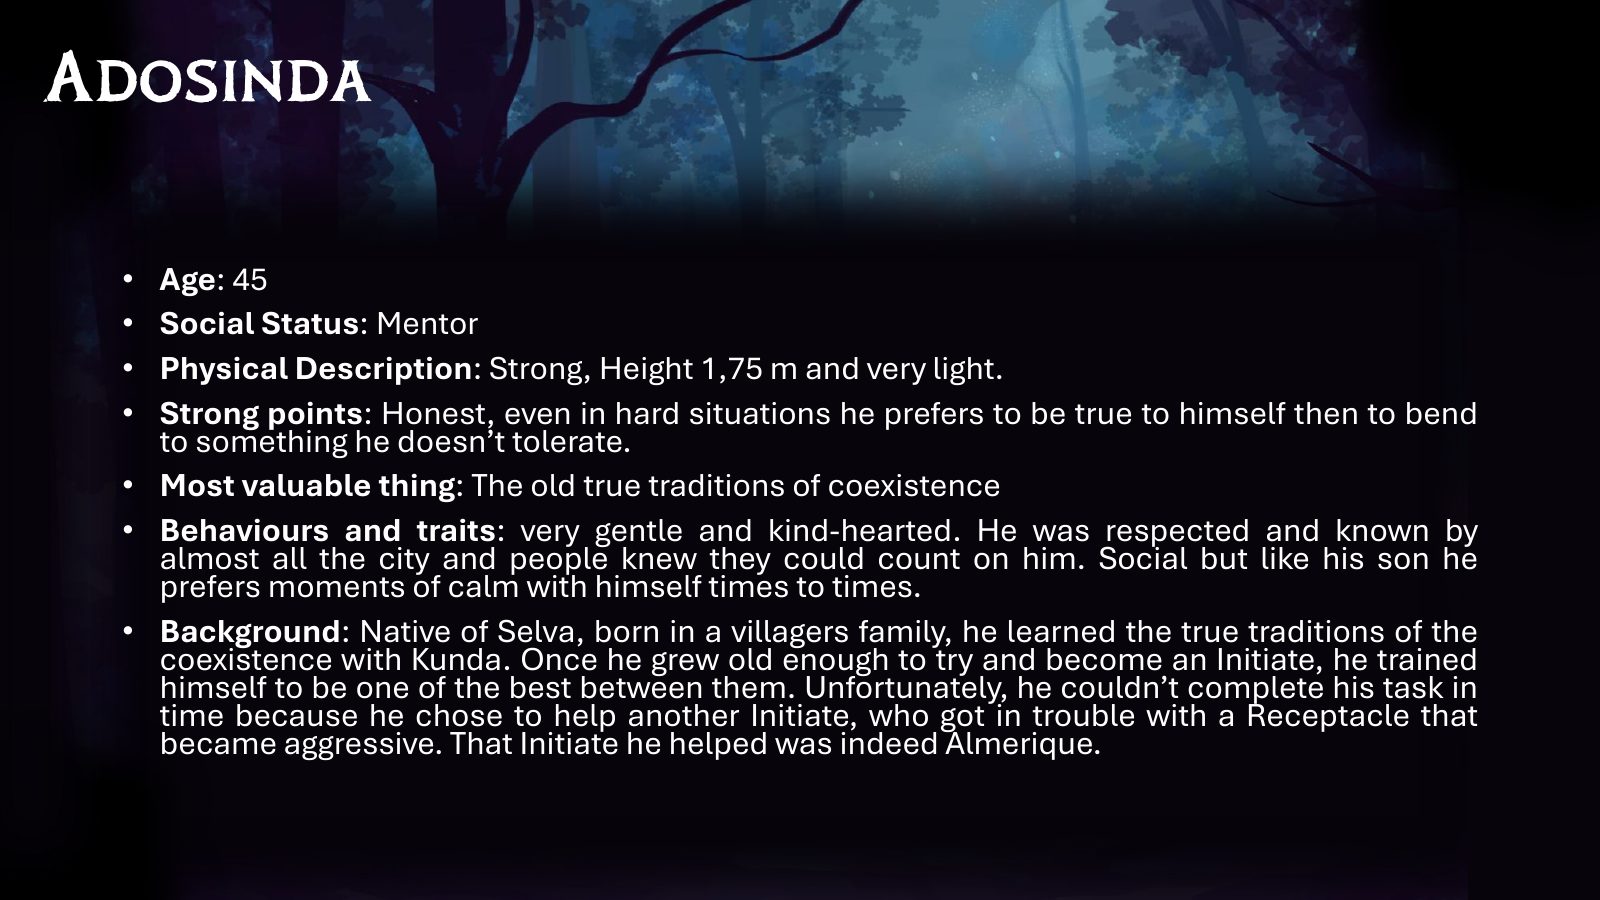 ADOSINDA
• Age: 45
• Social Status: Mentor
• Physical Description: Strong, Height 1,75 m and very light.
• Strong points: Honest, even in hard situations he prefers to be true to himself then to bend
to something he doesn’t tolerate.
• Most valuable thing: The old true traditions of coexistence
• Behaviours and traits: very gentle and kind-hearted. He was respected and known by
almost all the city and people knew they could count on him. Social but like his son he
prefers moments of calm with himself times to times.
• Background: Native of Selva, born in a villagers family, he learned the true traditions of the
coexistence with Kunda. Once he grew old enough to try and become an Initiate, he trained
himself to be one of the best between them. Unfortunately, he couldn’t complete his task in
time because he chose to help another Initiate, who got in trouble with a Receptacle that
became aggressive. That Initiate he helped was indeed Almerique.